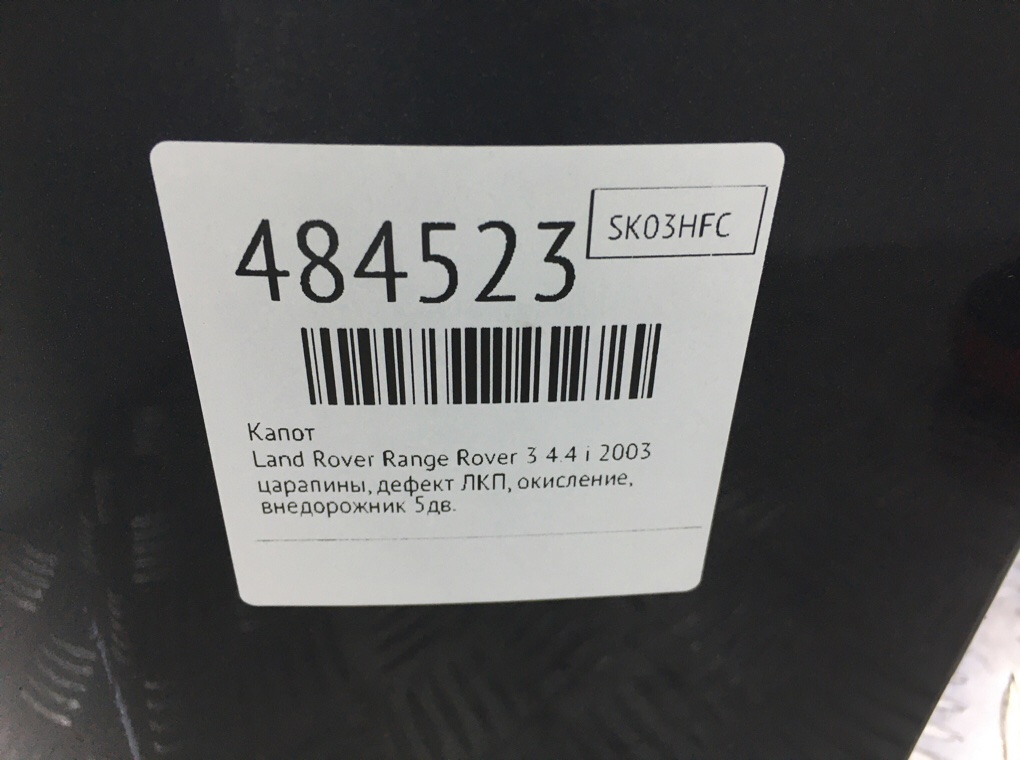 SK03HFC
484523
Капот
Land Rover Range Rover 3 4.4 i 2003
царапины, дефект ЛКП, окисление,
внедорожник 5дв.